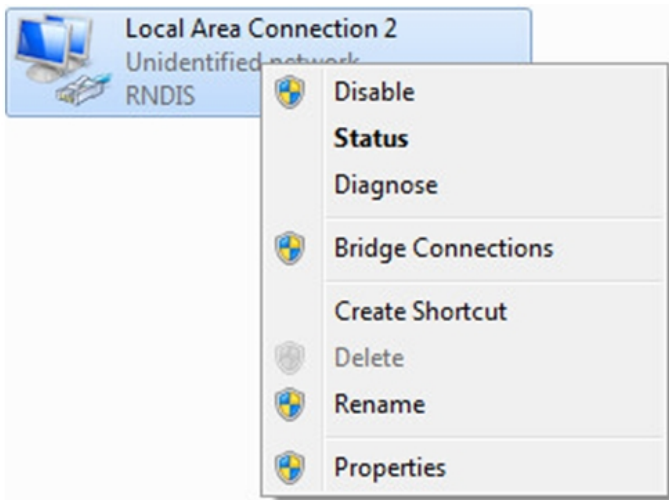 Local Area Connection 2
Unidentified network
RNDIS
Disable
Status
Diagnose
Bridge Connections
Create Shortcut
Delete
Rename
Properties